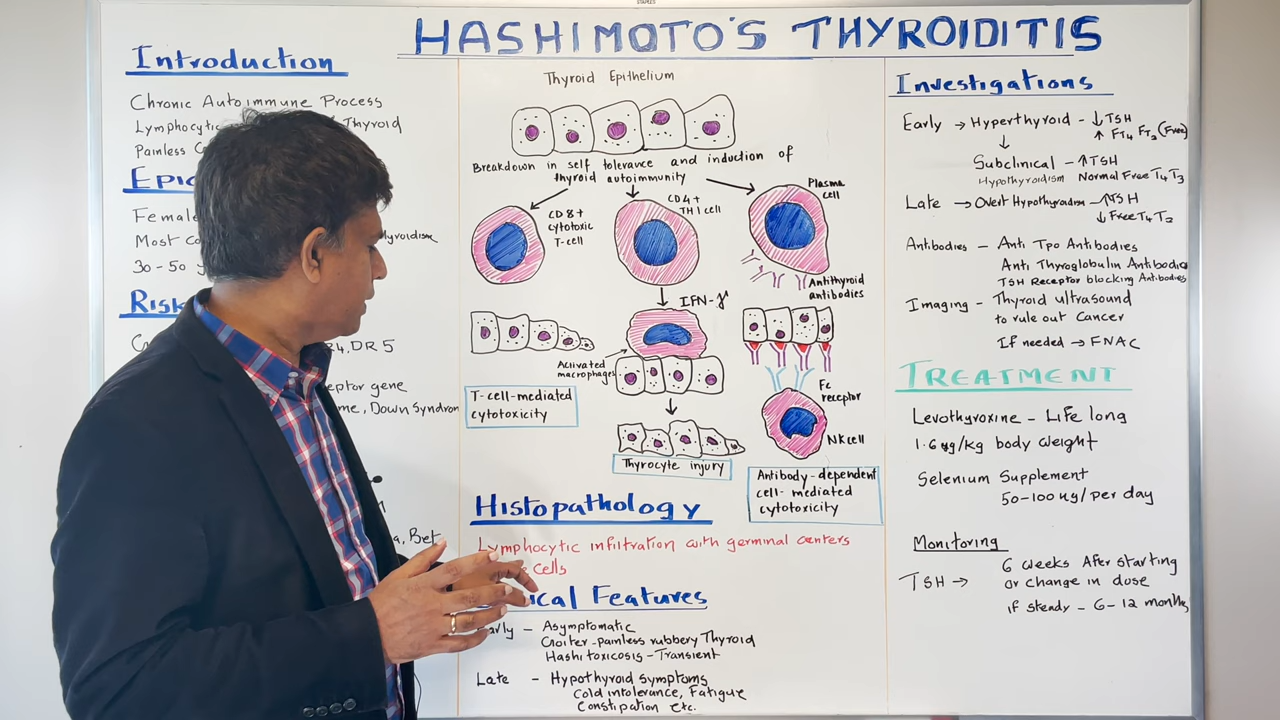 HASHIMOTO'S THYROIDITIS
Introduction
Chronic Autoimmune Process
Lymphocytic Thyroid
Painless
Female
Most
30-50
DR5
gene
Down Syndrom
Bet
Thyroid Epithelium
Breakdown in self tolerance and induction of
thyroid autoimmunity
CD8+
cytotoxic
T-cell
CD4+
TH1 cell
Plasma
cell
Antithyroid
antibodies
IFN-γ
Activated
macrophages
T-cell-mediated
cytotoxicity
Thyrocyte injury
Fc
receptor
NK cell
Antibody-dependent
cell-mediated
cytotoxicity
Histopathology
Lymphocytic infiltration with germinal centers
cells
Features
Early - Asymptomatic
Goiter-painless rubbery Thyroid
Hashitoxicosis-Transient
Late - Hypothyroid symptoms
Cold intolerance, Fatigue
Constipation etc.
Investigations
Early → Hyperthyroid - ↓TSH
↑ FT4 FT3 (Free)
↓
Subclinical - ↑TSH
Hypothyroidism Normal Free T4 T3
Late → Overt Hypothyroidism - ↑TSH
↓ Free T4 T3
Antibodies - Anti Tpo Antibodies
Anti Thyroglobulin Antibodies
TSH Receptor blocking Antibodies
Imaging - Thyroid ultrasound
to rule out Cancer
If needed → FNAC
TREATMENT
Levothyroxine - Life long
1.6 ug/kg body weight
Selenium Supplement
50-100 ug/per day
Monitoring
TSH → 6 weeks After starting
or change in dose
if steady - 6-12 months